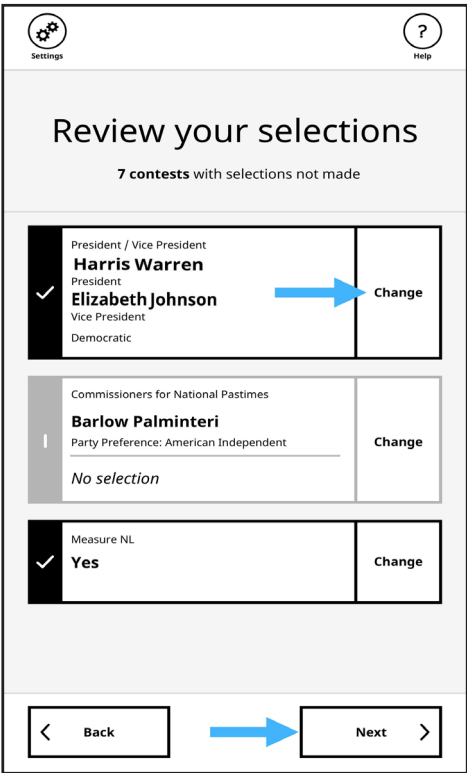 Settings
?
Help
Review your selections
7 contests with selections not made
President / Vice President
Harris Warren
President
Elizabeth Johnson
Vice President
Democratic
Change
Commissioners for National Pastimes
Barlow Palminteri
Party Preference: American Independent
No selection
Change
Measure NL
Yes
Change
Back
Next